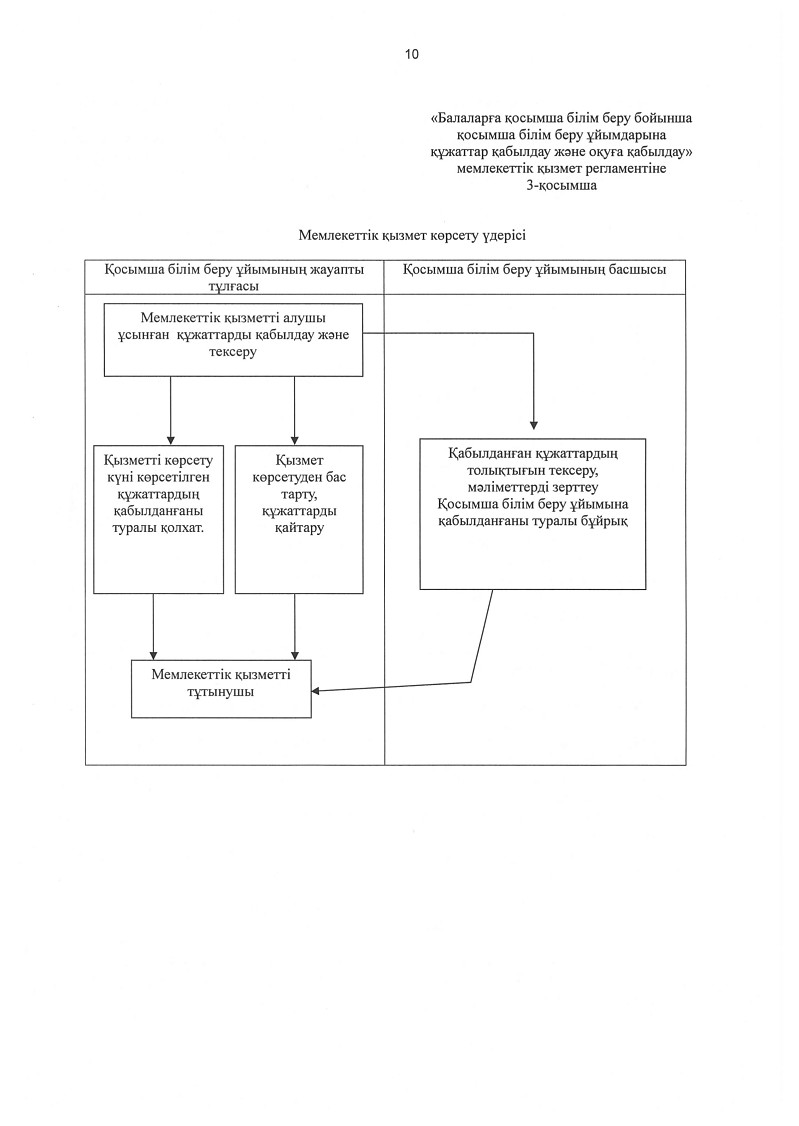 10
«Балаларға қосымша білім беру бойынша
қосымша білім беру ұйымдарына
құжаттар қабылдау және оқуға қабылдау»
мемлекеттік қызмет регламентіне
3-қосымша
Мемлекеттік қызмет көрсету үдерісі
Қосымша білім беру ұйымының жауапты
тұлғасы
Қосымша білім беру ұйымының басшысы
Мемлекеттік қызметті алушы
ұсынған құжаттарды қабылдау және
тексеру
Қызметті көрсету
күні көрсетілген
құжаттардың
қабылданғаны
туралы қолхат.
Қызмет
көрсетуден бас
тарту,
құжаттарды
қайтару
Қабылданған құжаттардың
толықтығын тексеру,
мәліметтерді зерттеу
Қосымша білім беру ұйымына
қабылданғаны туралы бұйрық
Мемлекеттік қызметті
тұтынушы